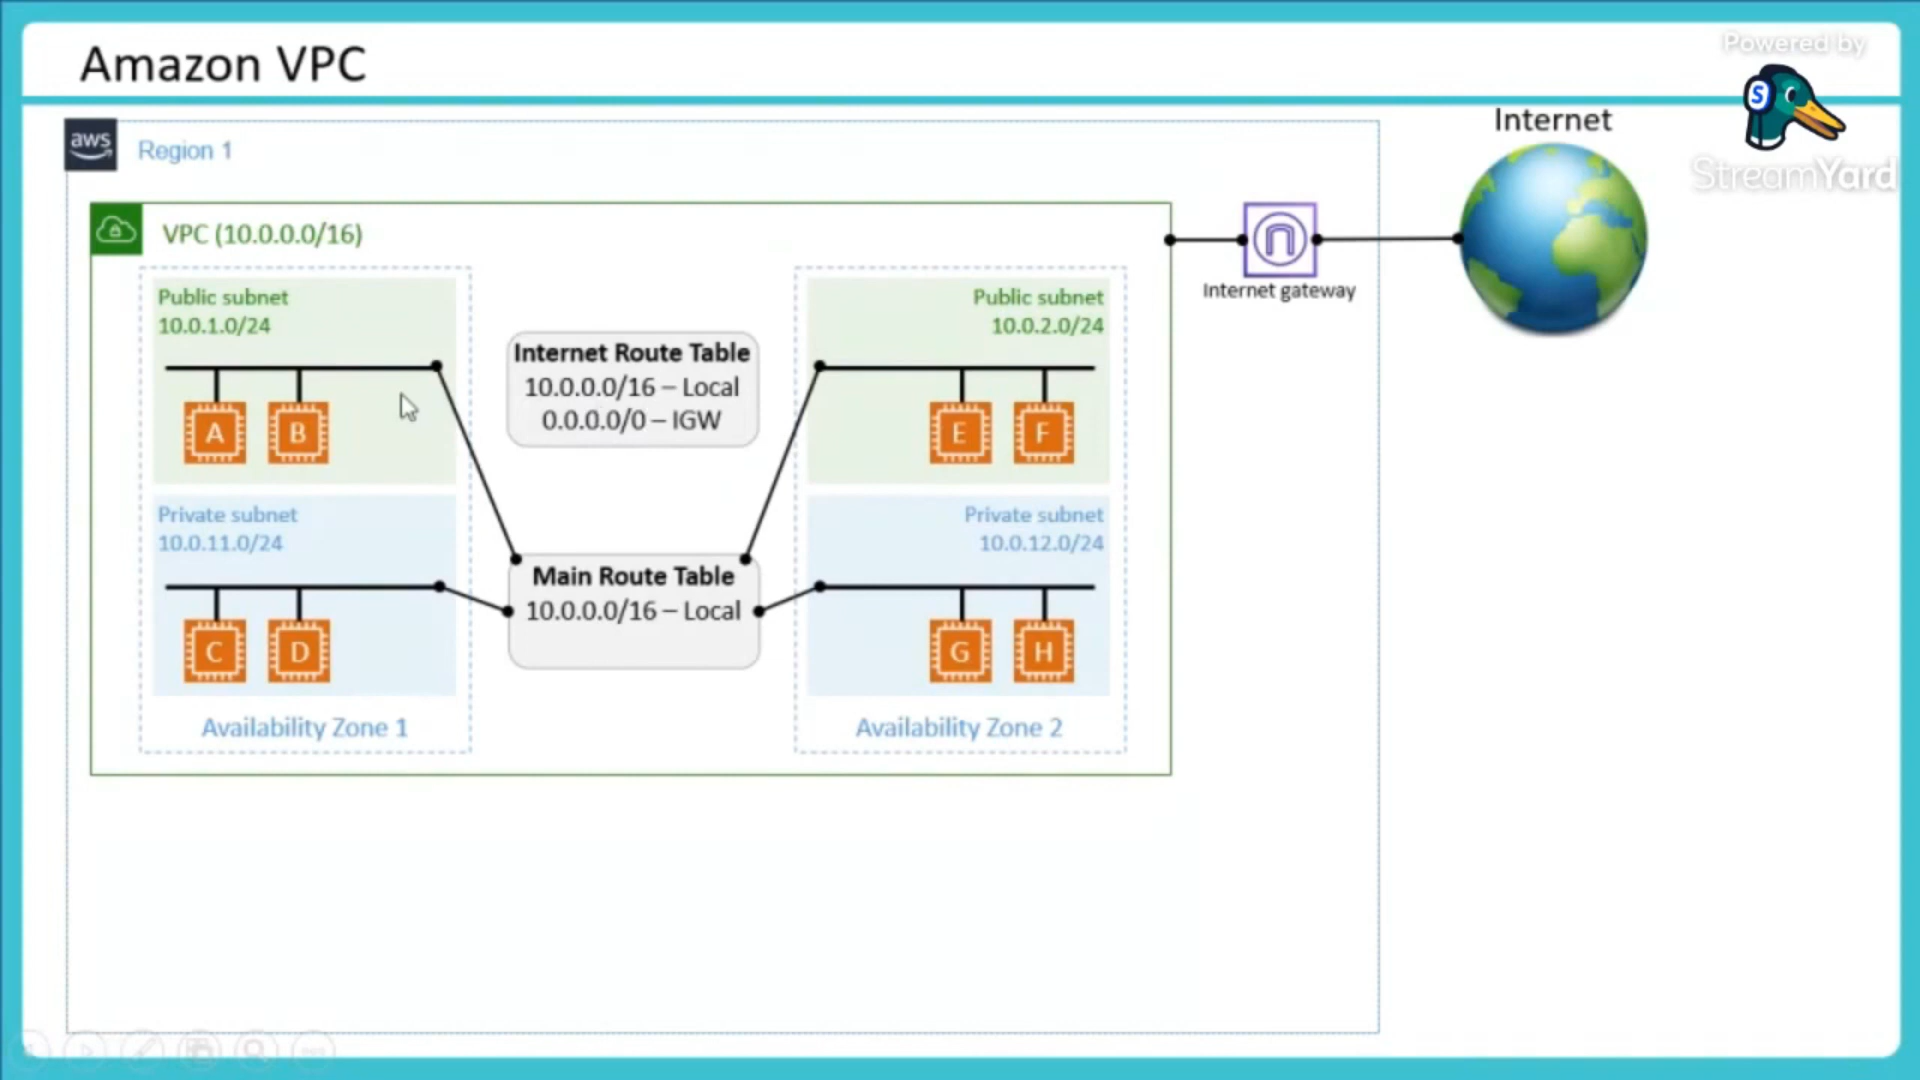 Amazon VPC
Powered by
StreamYard
S
aws
Region 1
Internet
VPC (10.0.0.0/16)
Internet gateway
Public subnet
10.0.1.0/24
A
B
Internet Route Table
10.0.0.0/16 – Local
0.0.0.0/0 – IGW
Public subnet
10.0.2.0/24
E
F
Private subnet
10.0.11.0/24
C
D
Main Route Table
10.0.0.0/16 – Local
Private subnet
10.0.12.0/24
G
H
Availability Zone 1
Availability Zone 2